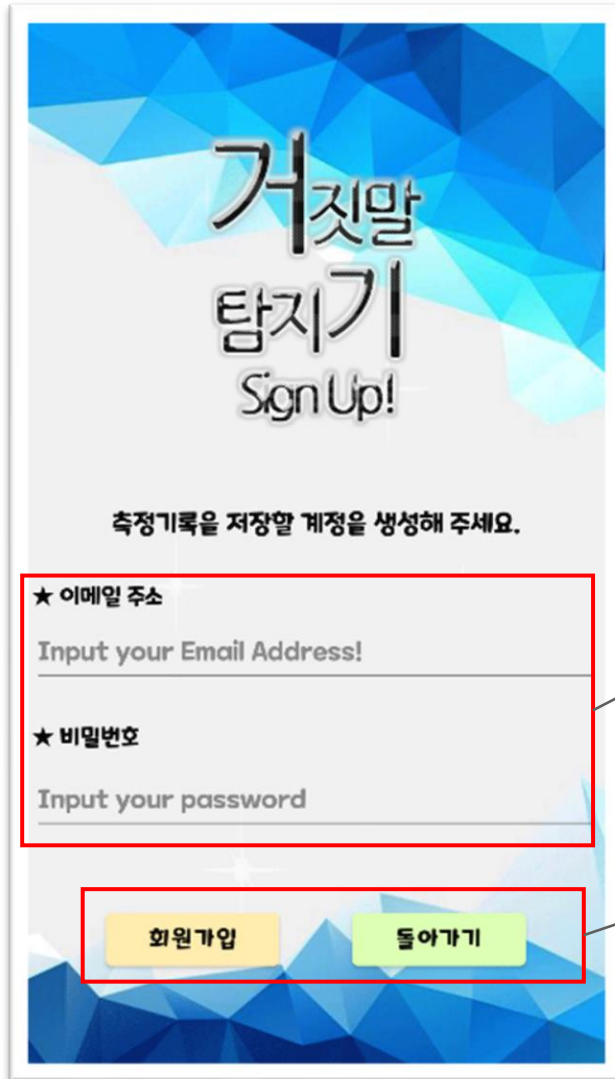 거짓말
탐지기
Sign Up!
측정기록을 저장할 계정을 생성해 주세요.
★ 이메일 주소
Input your Email Address!
★ 비밀번호
Input your password
회원가입 돌아가기